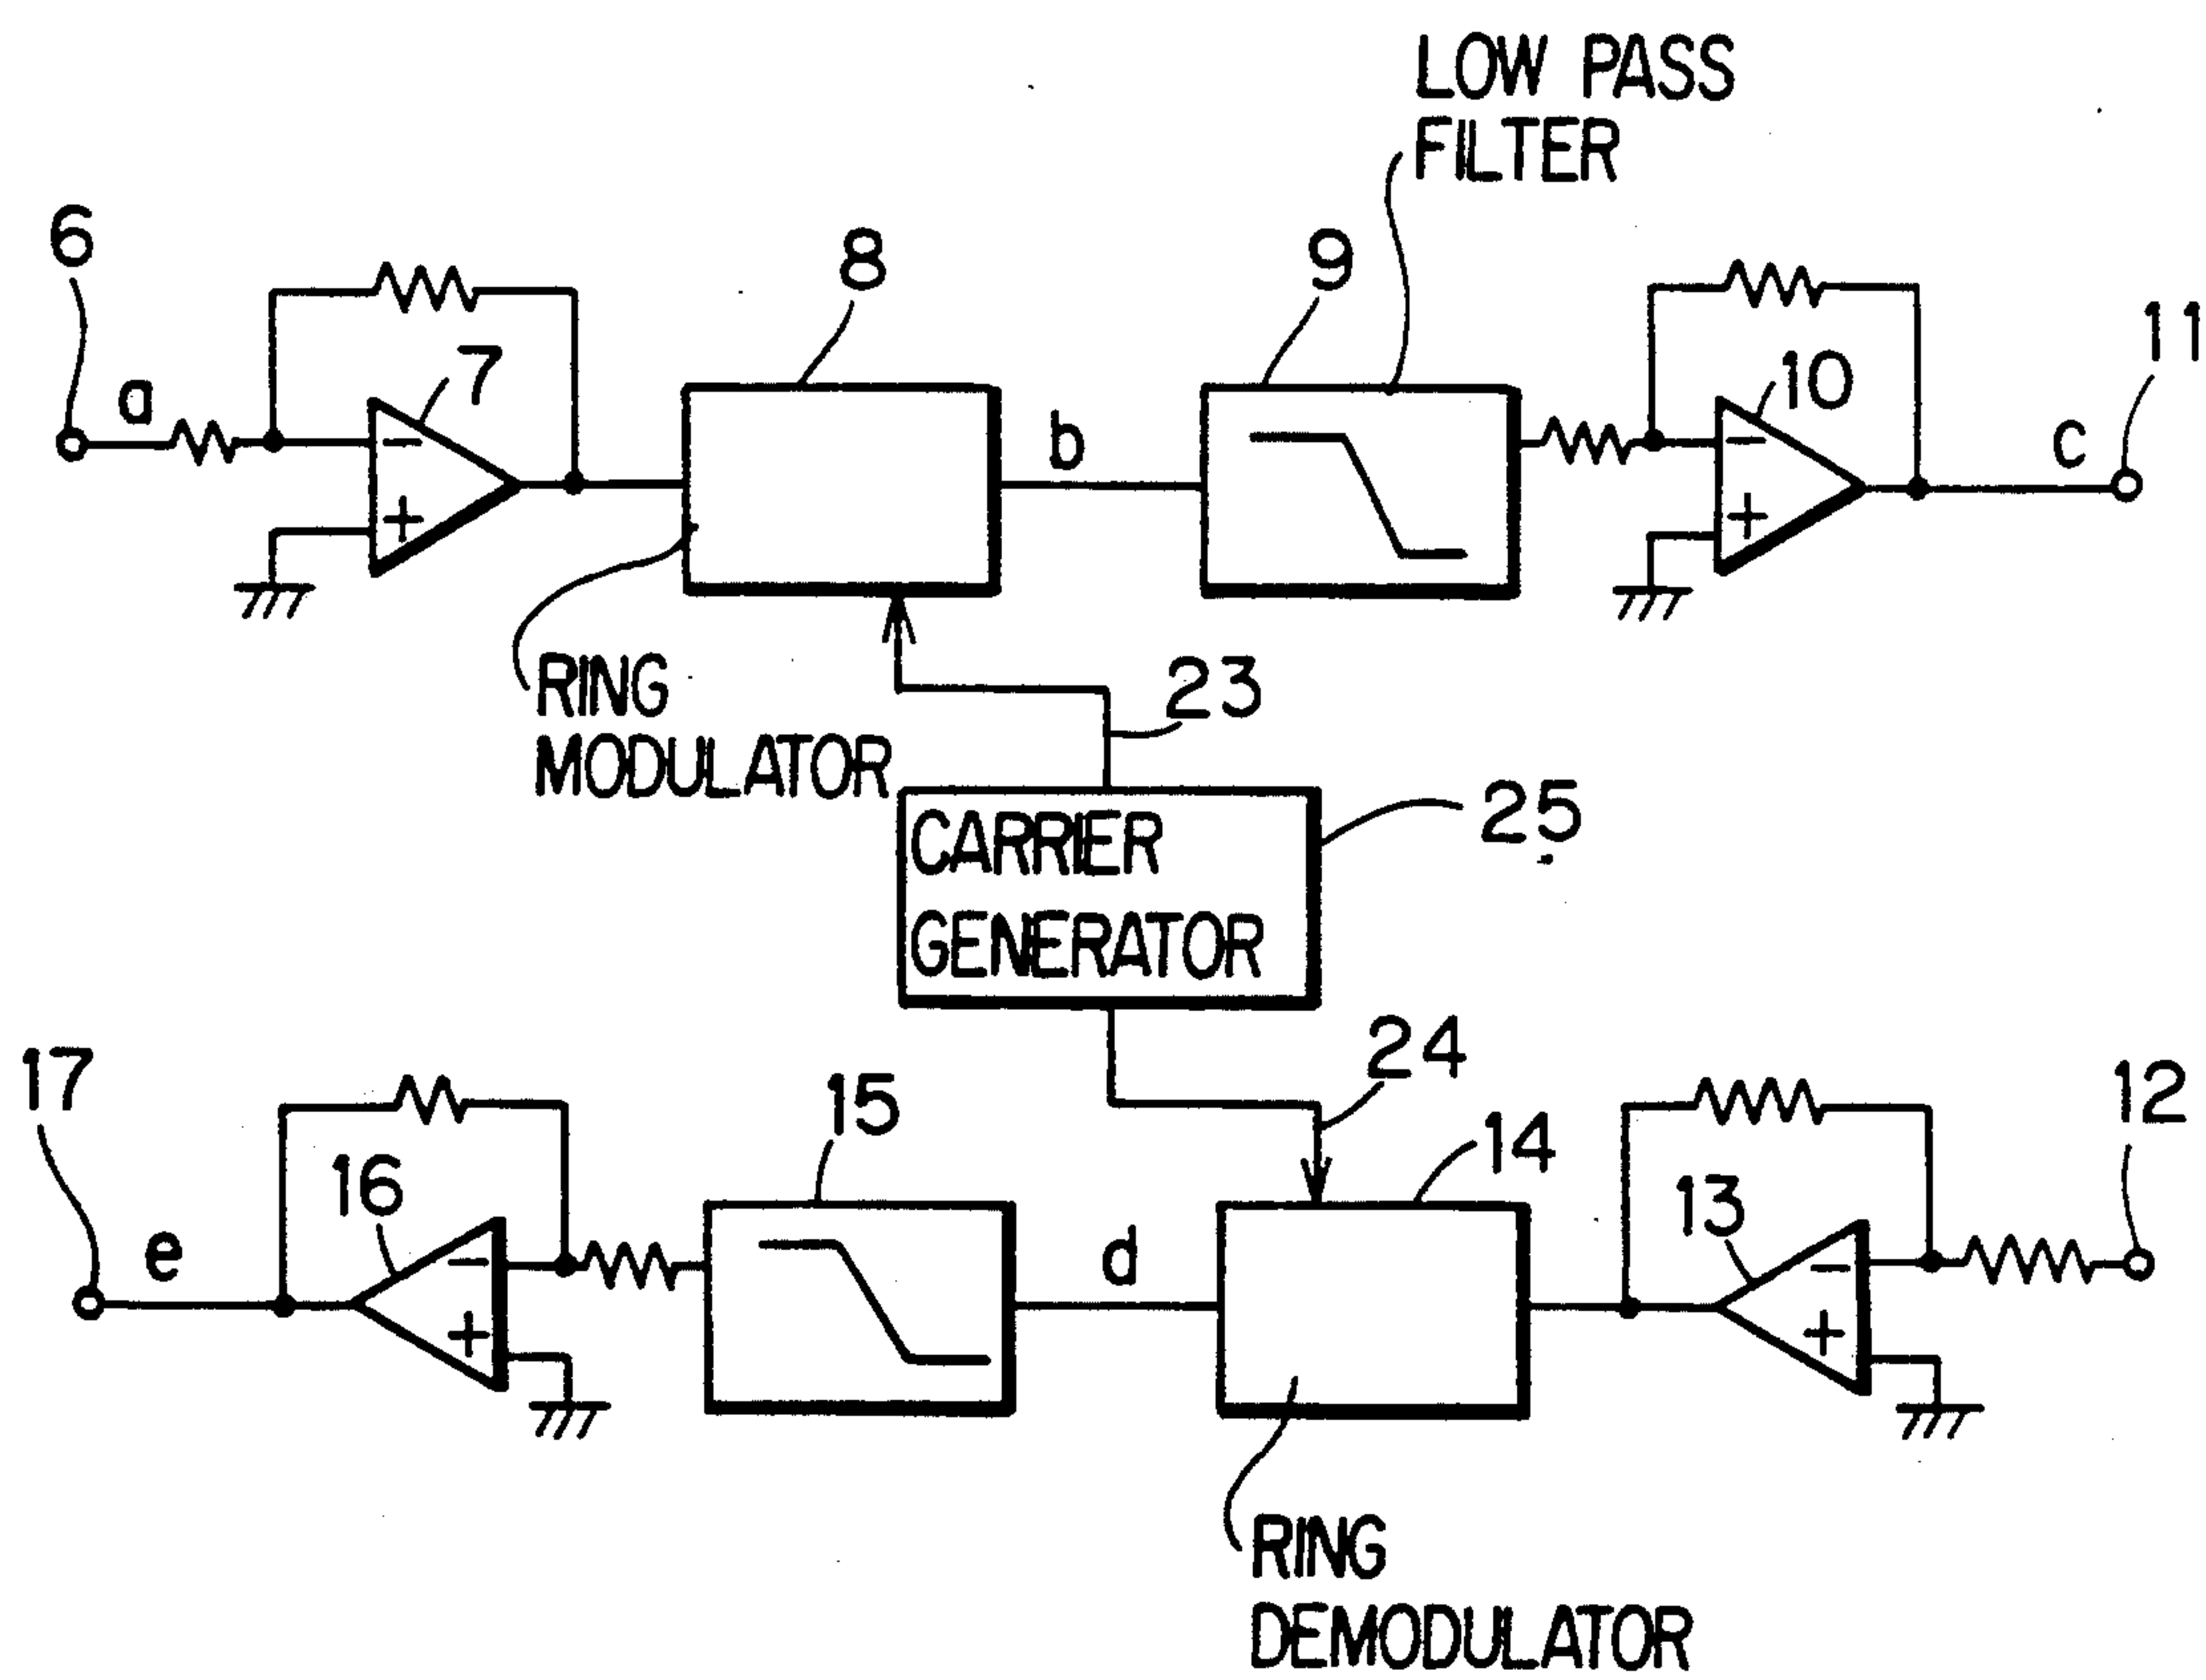 LOW PASS
FILTER
6
8
9
11
a
7
b
10
c
- 
+
-
+
RING
MODULATOR
23
CARRIER
GENERATOR
25
24
17
15
14
12
16
13
e
d
-
+
-
+
RING
DEMODULATOR